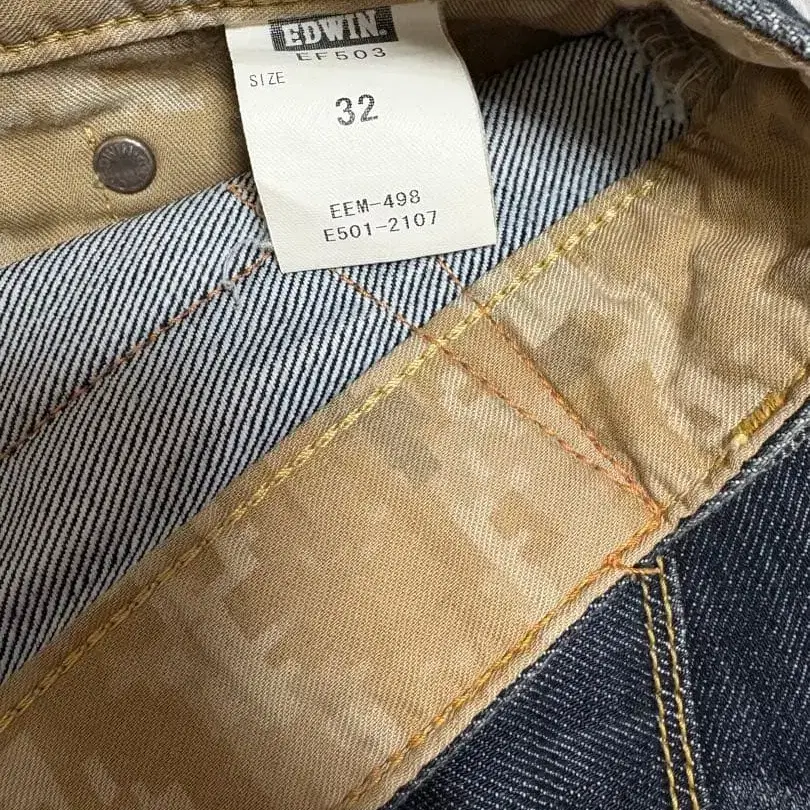 EDWIN.
EF503
SIZE
32
EEM-498
E501-2107